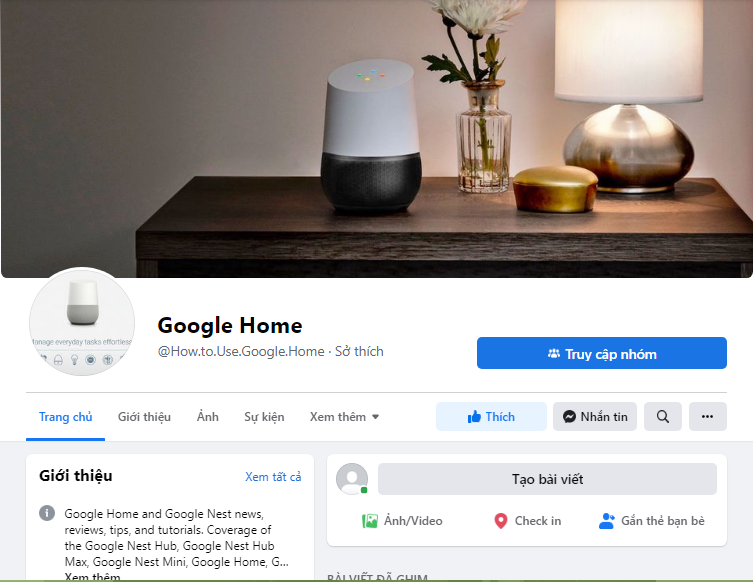 Google Home
@How.to.Use.Google.Home · Sở thích
Truy cập nhóm
Manage everyday tasks effortlessly
Trang chủ
Giới thiệu
Ảnh
Sự kiện
Xem thêm
Thích
Nhắn tin
Giới thiệu
Xem tất cả
Google Home and Google Nest news,
reviews, tips, and tutorials. Coverage of
the Google Nest Hub, Google Nest Hub
Max, Google Nest Mini, Google Home, G...
Xem thêm
Tạo bài viết
Ảnh/Video
Check in
Gắn thẻ bạn bè
BÀI VIẾT ĐÃ GHIM